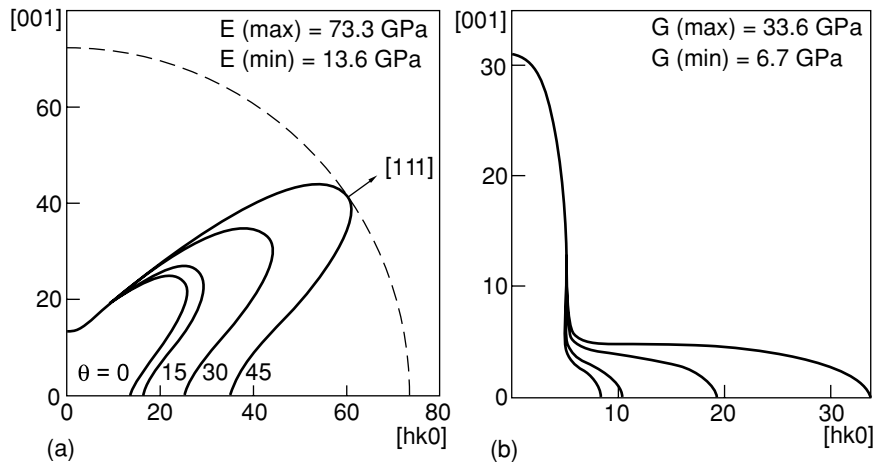 [001]
E (max) = 73.3 GPa
E (min) = 13.6 GPa
60
40
20
0
[111]
θ = 0
15
30
45
0
20
40
60
80
[hk0]
(a)
[001]
G (max) = 33.6 GPa
G (min) = 6.7 GPa
30
20
10
0
10
20
30
[hk0]
(b)